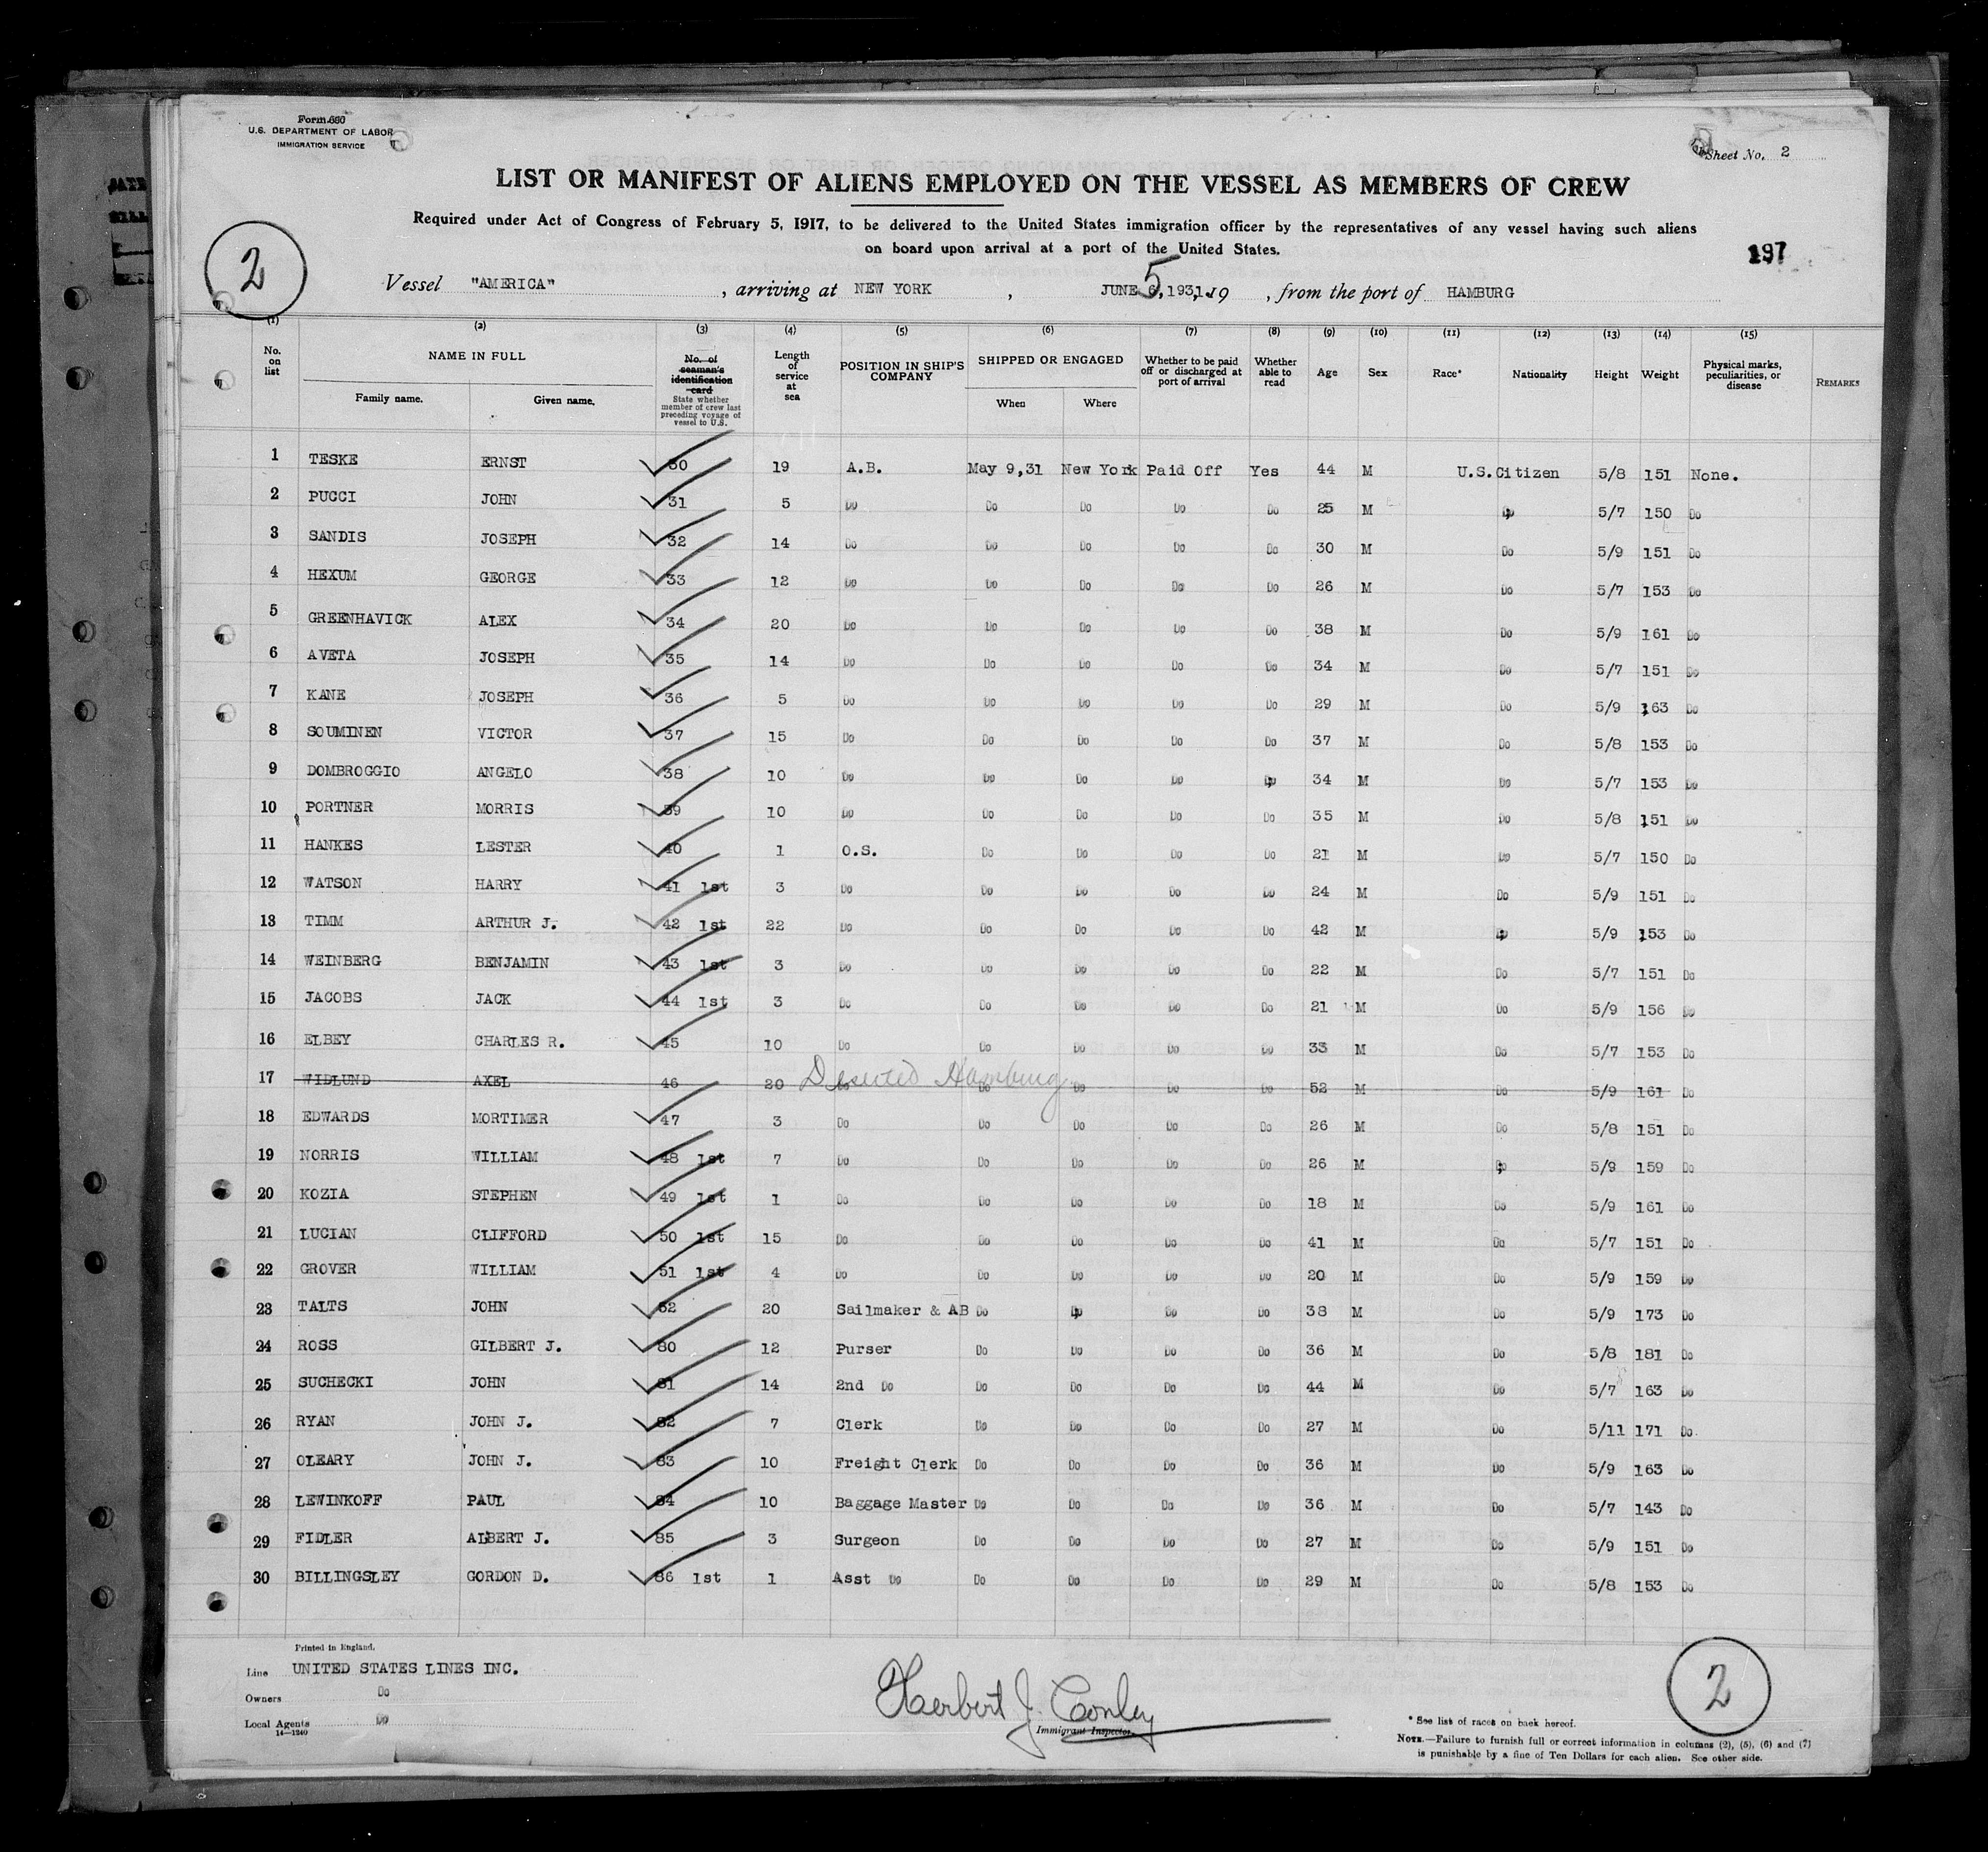 Form 680
U.S. DEPARTMENT OF LABOR
IMMIGRATION SERVICE
Sheet No. 2
LIST OR MANIFEST OF ALIENS EMPLOYED ON THE VESSEL AS MEMBERS OF CREW
Required under Act of Congress of February 5, 1917, to be delivered to the United States immigration officer by the representatives of any vessel having such aliens
on board upon arrival at a port of the United States.
197
2
Vessel "AMERICA", arriving at NEW YORK, JUNE 5, 1931 19, from the port of HAMBURG
(1) (2) (3) (4) (5) (6) (7) (8) (9) (10) (11) (12) (13) (14) (15)
No. on list NAME IN FULL Family name. Given name. No. of seaman's identification card State whether member of crew last preceding voyage of vessel to U.S. Length of service at sea POSITION IN SHIP'S COMPANY SHIPPED OR ENGAGED When Where Whether to be paid off or discharged at port of arrival Whether able to read Age Sex Race* Nationality Height Weight Physical marks, peculiarities, or disease REMARKS
1 TESKE ERNST 30 19 A.B. May 9,31 New York Paid Off Yes 44 M U.S.Citizen 5/8 151 None.
2 PUCCI JOHN 31 5 Do Do Do Do Do 25 M Do 5/7 150 Do
3 SANDIS JOSEPH 32 14 Do Do Do Do Do 30 M Do 5/9 151 Do
4 HEXUM GEORGE 33 12 Do Do Do Do Do 26 M Do 5/7 153 Do
5 GREENHAVICK ALEX 34 20 Do Do Do Do Do 38 M Do 5/9 161 Do
6 AVETA JOSEPH 35 14 Do Do Do Do Do 34 M Do 5/7 151 Do
7 KANE JOSEPH 36 5 Do Do Do Do Do 29 M Do 5/9 163 Do
8 SOUMINEN VICTOR 37 15 Do Do Do Do Do 37 M Do 5/8 153 Do
9 DOMBROGGIO ANGELO 38 10 Do Do Do Do Do 34 M Do 5/7 153 Do
10 PORTNER MORRIS 39 10 Do Do Do Do Do 35 M Do 5/8 151 Do
11 HANKES LESTER 40 1 O.S. Do Do Do Do 21 M Do 5/7 150 Do
12 WATSON HARRY 41 1st 3 Do Do Do Do Do 24 M Do 5/9 151 Do
13 TIMM ARTHUR J. 42 1st 22 Do Do Do Do Do 42 M Do 5/9 153 Do
14 WEINBERG BENJAMIN 43 1st 3 Do Do Do Do Do 22 M Do 5/7 151 Do
15 JACOBS JACK 44 1st 3 Do Do Do Do Do 21 M Do 5/9 156 Do
16 ELBEY CHARLES R. 45 10 Do Do Do Do Do 33 M Do 5/7 153 Do
17 WIDLUND AXEL 46 20 Do Deserted Hamburg Do Do Do Do 52 M Do 5/9 161 Do
18 EDWARDS MORTIMER 47 3 Do Do Do Do Do 26 M Do 5/8 151 Do
19 NORRIS WILLIAM 48 1st 7 Do Do Do Do Do 26 M Do 5/9 159 Do
20 KOZIA STEPHEN 49 1st 1 Do Do Do Do Do 18 M Do 5/9 161 Do
21 LUCIAN CLIFFORD 50 1st 15 Do Do Do Do Do 41 M Do 5/7 151 Do
22 GROVER WILLIAM 51 1st 4 Do Do Do Do Do 20 M Do 5/9 159 Do
23 TALTS JOHN 52 20 Sailmaker & AB Do Do Do Do 38 M Do 5/9 173 Do
24 ROSS GILBERT J. 80 12 Purser Do Do Do Do 36 M Do 5/8 181 Do
25 SUCHECKI JOHN 81 14 2nd Do Do Do Do Do 44 M Do 5/7 163 Do
26 RYAN JOHN J. 82 7 Clerk Do Do Do Do 27 M Do 5/11 171 Do
27 OLEARY JOHN J. 83 10 Freight Clerk Do Do Do Do 36 M Do 5/9 163 Do
28 LEWINKOFF PAUL 84 10 Baggage Master Do Do Do Do 36 M Do 5/7 143 Do
29 FIDLER ALBERT J. 85 3 Surgeon Do Do Do Do 27 M Do 5/9 151 Do
30 BILLINGSLEY GORDON D. 86 1st 1 Asst Do Do Do Do Do 29 M Do 5/8 153 Do
Printed in England.
Line UNITED STATES LINES INC.
Owners Do
Local Agents Do
14—1240
Herbert J. Conley
Immigrant Inspector.
2
* See list of races on back hereof.
NOTE.—Failure to furnish full or correct information in columns (2), (5), (6) and (7)
is punishable by a fine of Ten Dollars for each alien. See other side.